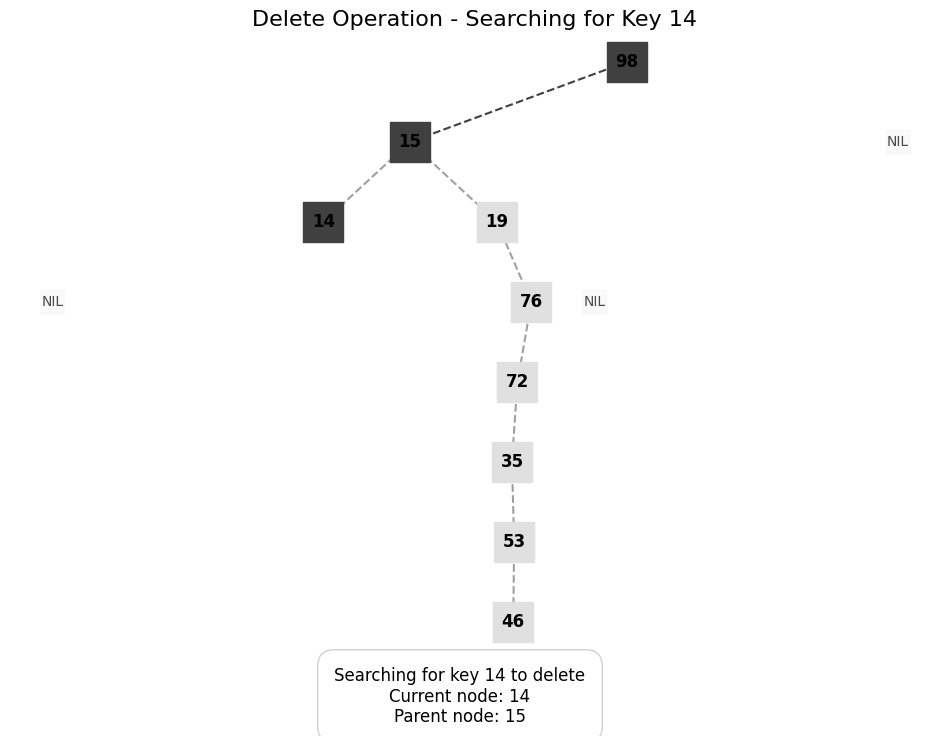 Delete Operation - Searching for Key 14
98
15
NIL
14
19
NIL
76
NIL
72
35
53
46
Searching for key 14 to delete
Current node: 14
Parent node: 15